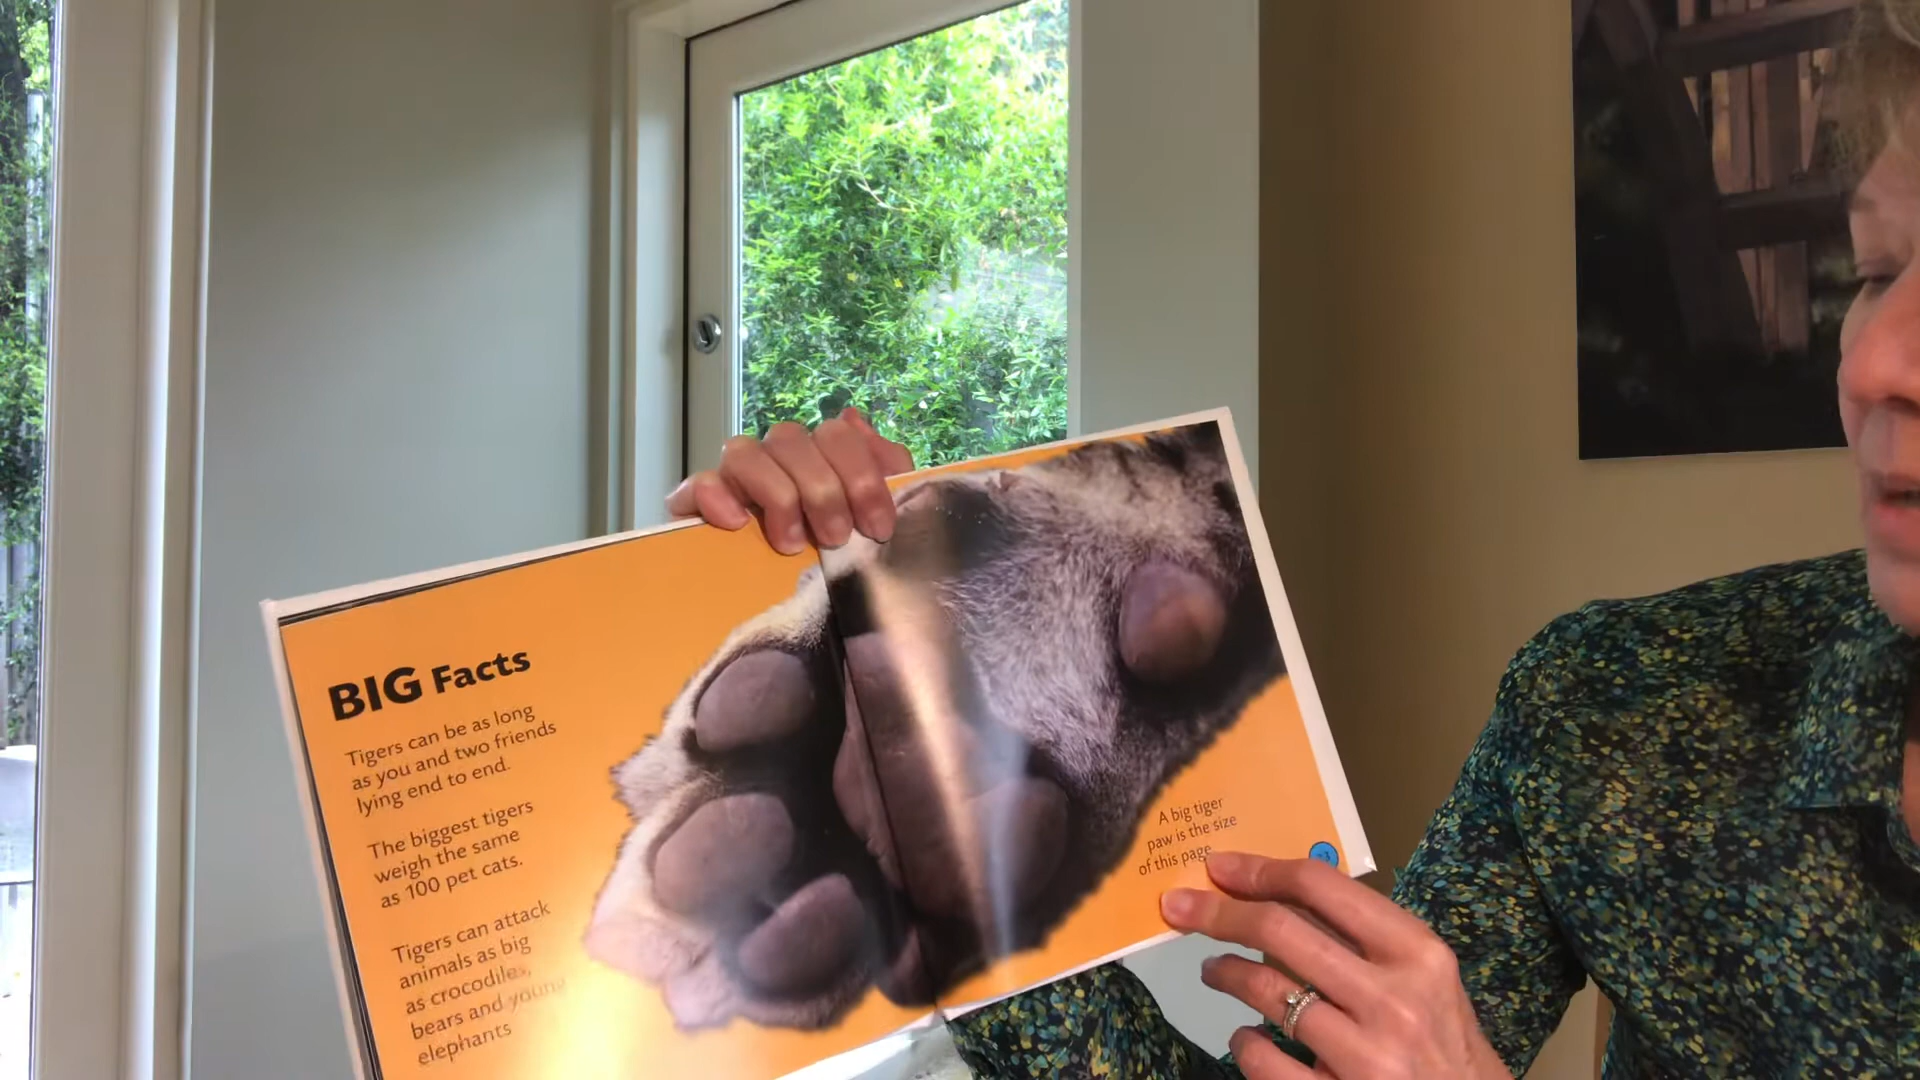 BIG Facts
Tigers can be as long
as you and two friends
lying end to end.
The biggest tigers
weigh the same
as 100 pet cats.
Tigers can attack
animals as big
as crocodiles,
bears and young
elephants
A big tiger
paw is the size
of this page.